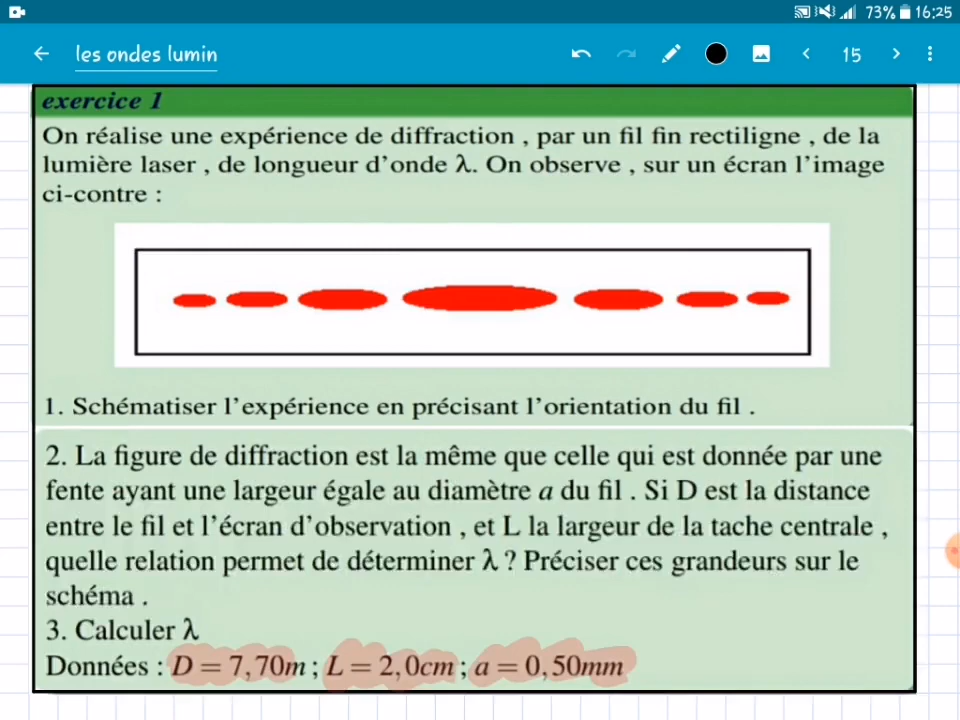 73% 16:25
les ondes lumin
15
exercice 1
On réalise une expérience de diffraction , par un fil fin rectiligne , de la
lumière laser , de longueur d'onde λ. On observe , sur un écran l'image
ci-contre :
1. Schématiser l'expérience en précisant l'orientation du fil .
2. La figure de diffraction est la même que celle qui est donnée par une
fente ayant une largeur égale au diamètre a du fil . Si D est la distance
entre le fil et l'écran d'observation , et L la largeur de la tache centrale ,
quelle relation permet de déterminer λ ? Préciser ces grandeurs sur le
schéma .
3. Calculer λ
Données : D = 7,70m ; L = 2,0cm ; a = 0,50mm